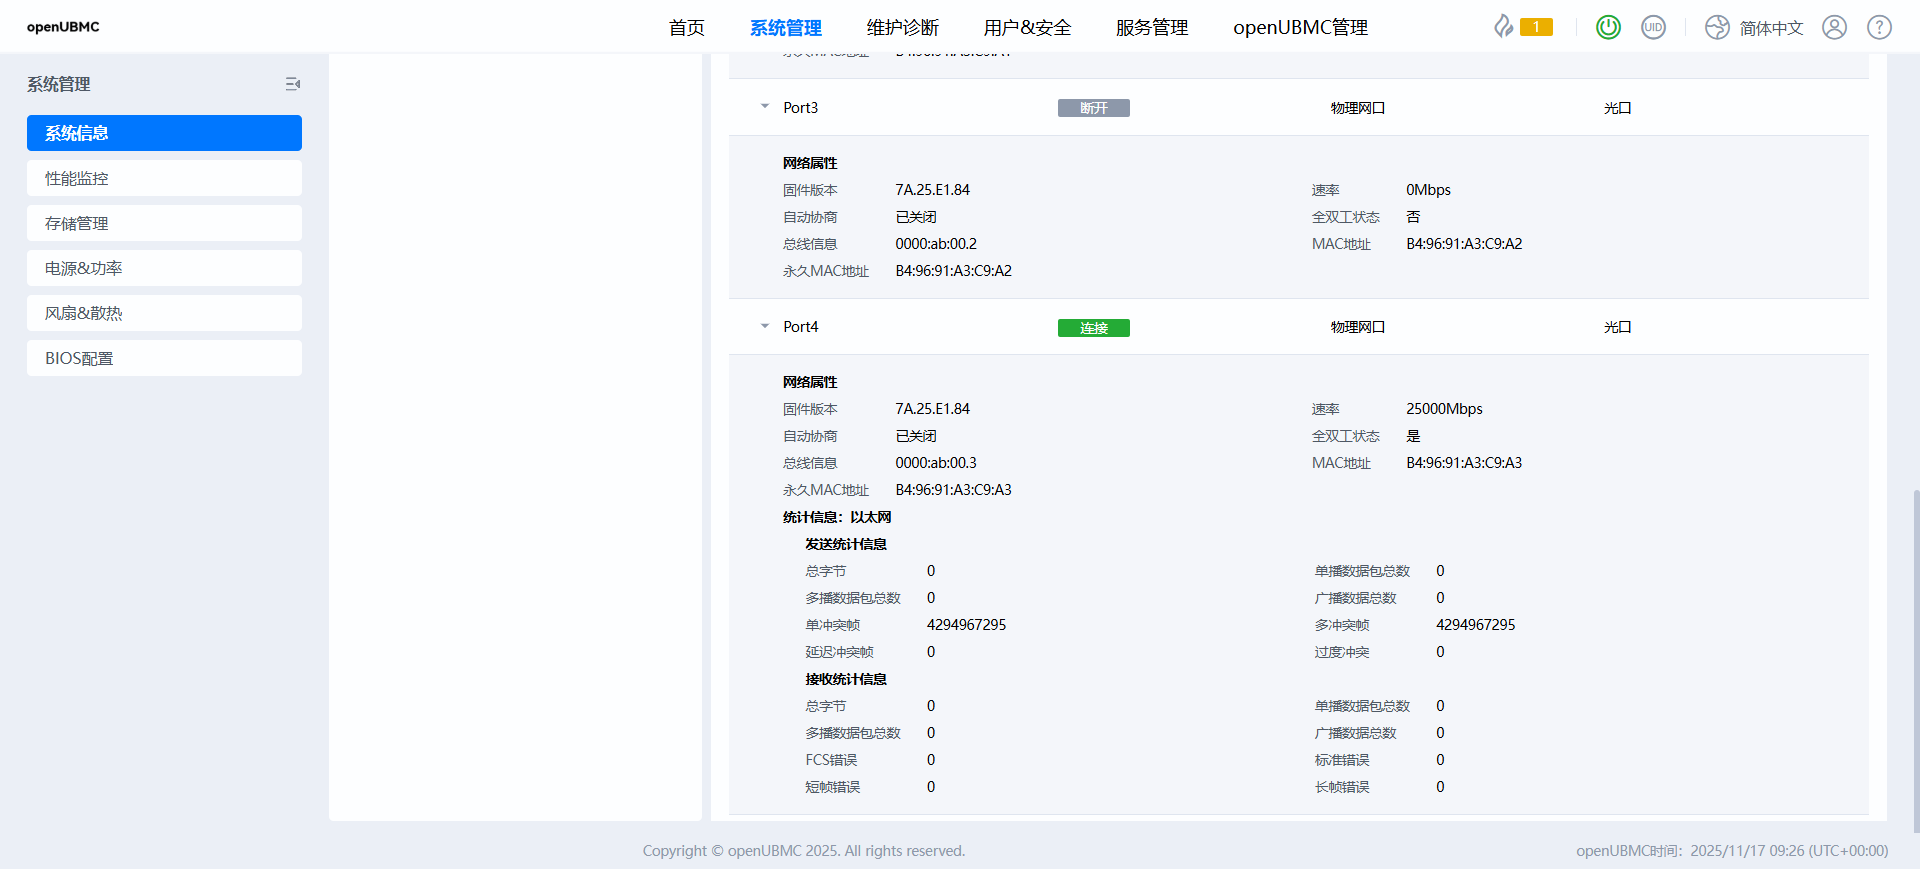 openUBMC
首页 系统管理 维护诊断 用户&安全 服务管理 openUBMC管理
1 UID 简体中文 ?
系统管理
系统信息
性能监控
存储管理
电源&功率
风扇&散热
BIOS配置
Port3 断开 物理网口 光口
网络属性
固件版本 7A.25.E1.84 速率 0Mbps
自动协商 已关闭 全双工状态 否
总线信息 0000:ab:00.2 MAC地址 B4:96:91:A3:C9:A2
永久MAC地址 B4:96:91:A3:C9:A2
Port4 连接 物理网口 光口
网络属性
固件版本 7A.25.E1.84 速率 25000Mbps
自动协商 已关闭 全双工状态 是
总线信息 0000:ab:00.3 MAC地址 B4:96:91:A3:C9:A3
永久MAC地址 B4:96:91:A3:C9:A3
统计信息：以太网
发送统计信息
总字节 0 单播数据包总数 0
多播数据包总数 0 广播数据总数 0
单冲突帧 4294967295 多冲突帧 4294967295
延迟冲突帧 0 过度冲突 0
接收统计信息
总字节 0 单播数据包总数 0
多播数据包总数 0 广播数据总数 0
FCS错误 0 标准错误 0
短帧错误 0 长帧错误 0
Copyright © openUBMC 2025. All rights reserved.
openUBMC时间：2025/11/17 09:26 (UTC+00:00)